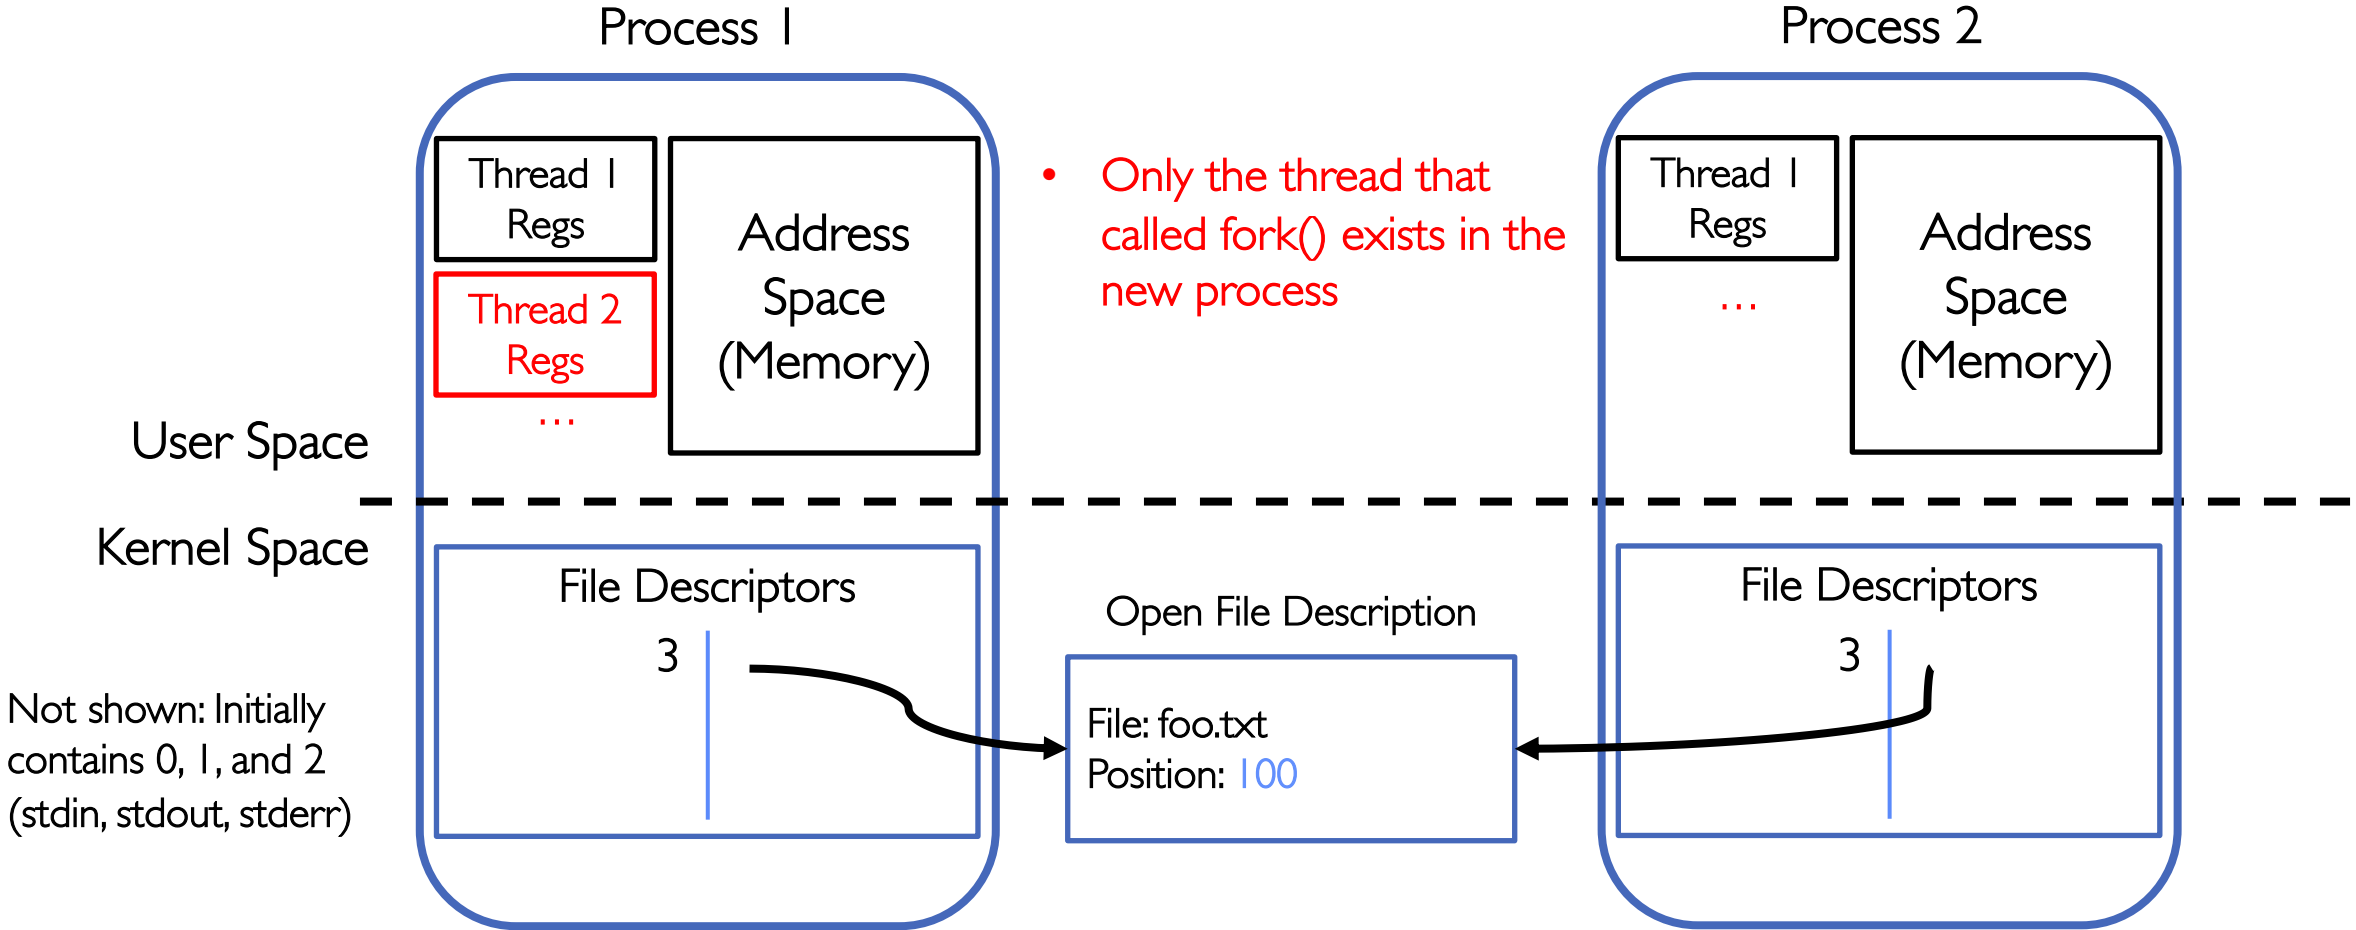 Process 1
Process 2
Thread 1
Regs
Thread 2
Regs
...
Address
Space
(Memory)
• Only the thread that
called fork() exists in the
new process
Thread 1
Regs
...
Address
Space
(Memory)
User Space
Kernel Space
File Descriptors
3
Not shown: Initially
contains 0, 1, and 2
(stdin, stdout, stderr)
Open File Description
File: foo.txt
Position: 100
File Descriptors
3